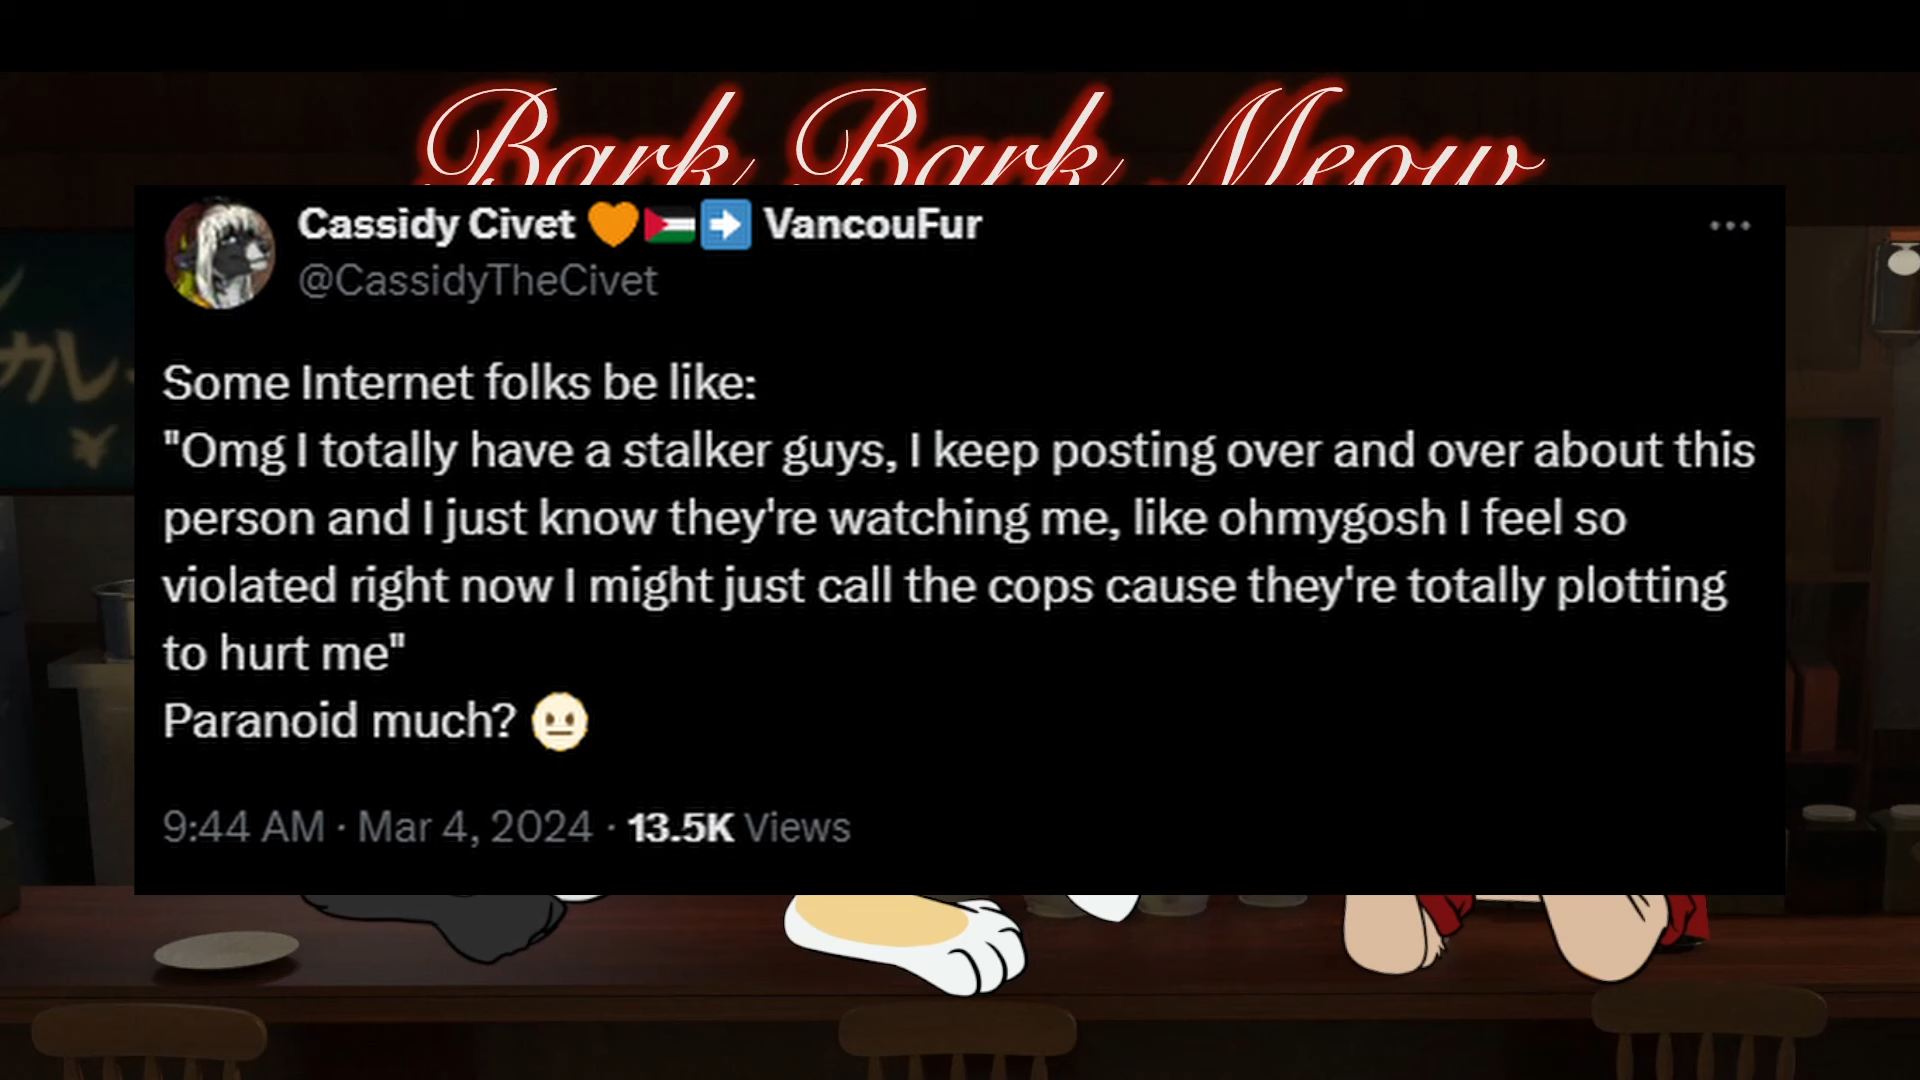 Bark Bark Meow
Cassidy Civet 🧡🇵🇸➡️ VancouFur
@CassidyTheCivet
Some Internet folks be like:
"Omg I totally have a stalker guys, I keep posting over and over about this
person and I just know they're watching me, like ohmygosh I feel so
violated right now I might just call the cops cause they're totally plotting
to hurt me"
Paranoid much? 😐
9:44 AM · Mar 4, 2024 · 13.5K Views
カレー
¥